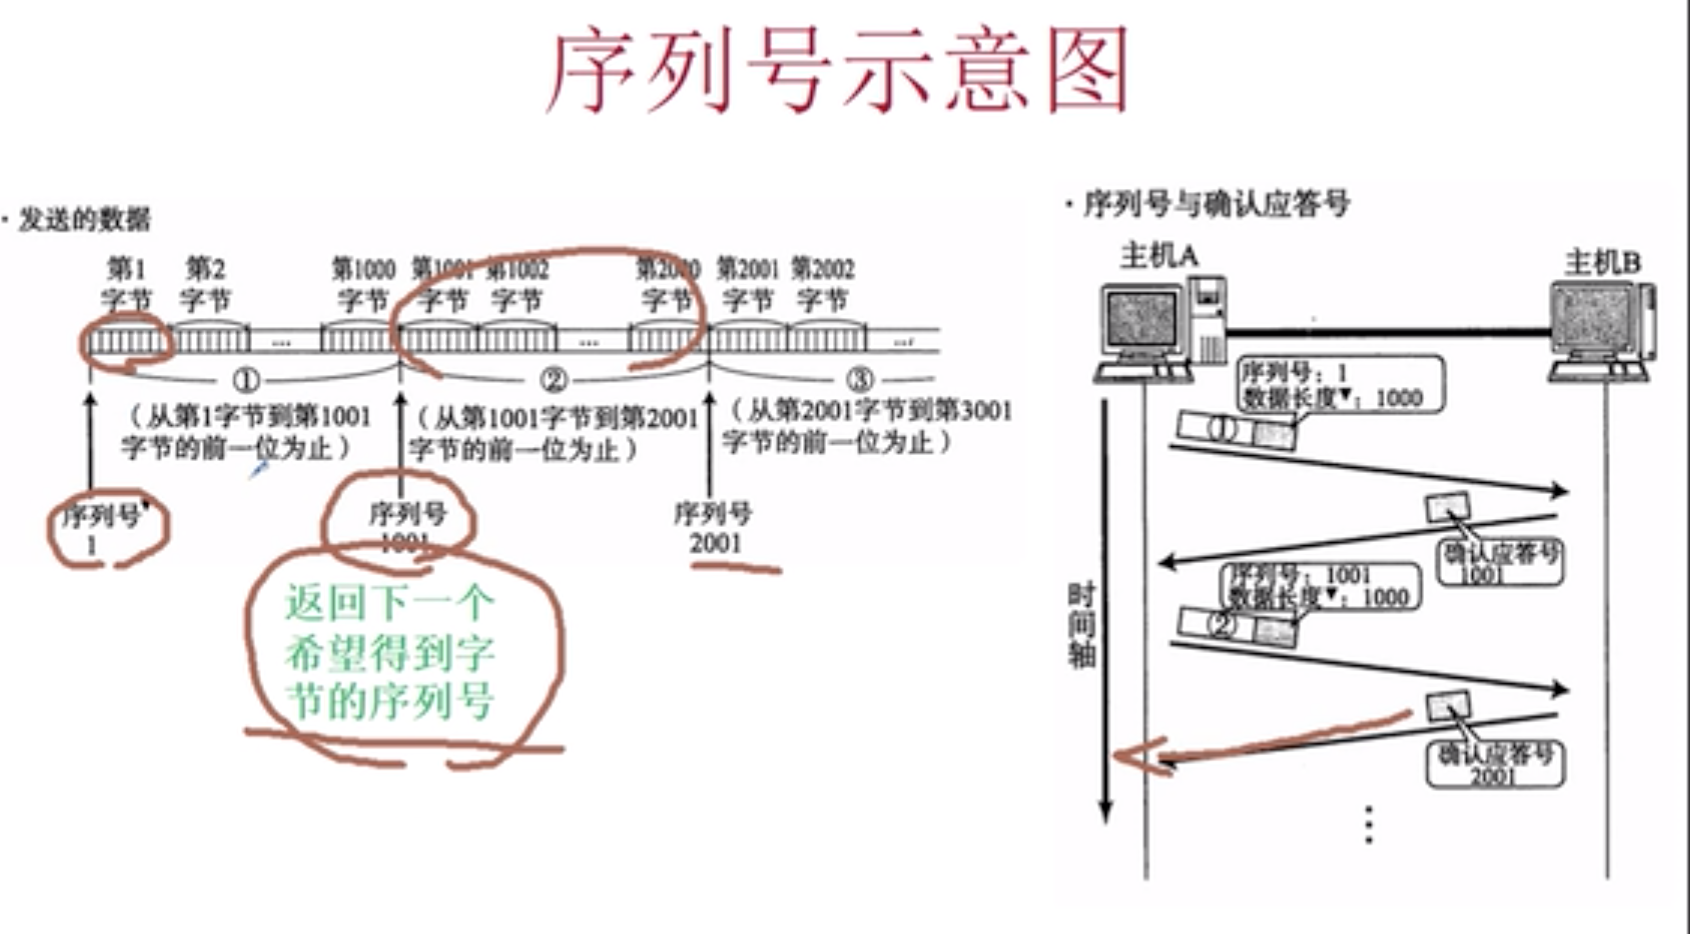 序列号示意图
·发送的数据
第1 第2 第1000 第1001 第1002 第2000 第2001 第2002
字节 字节 字节 字节 字节 字节 字节 字节
... ... ...
① ② ③
（从第1字节到第1001
字节的前一位为止）
（从第1001字节到第2001
字节的前一位为止）
（从第2001字节到第3001
字节的前一位为止）
序列号▼
1
序列号
1001
序列号
2001
返回下一个
希望得到字
节的序列号
·序列号与确认应答号
主机A
主机B
序列号：1
数据长度▼：1000
①
确认应答号
1001
序列号：1001
数据长度▼：1000
②
确认应答号
2001
时间轴